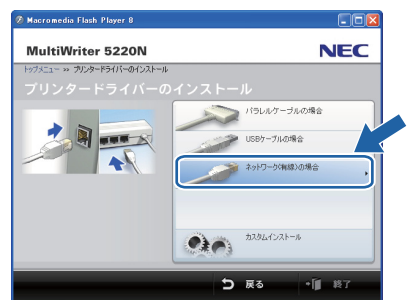 Macromedia Flash Player 8
MultiWriter 5220N
NEC
トップメニュー >> プリンタードライバーのインストール
プリンタードライバーのインストール
パラレルケーブルの場合
USBケーブルの場合
ネットワーク(有線)の場合
カスタムインストール
戻る
終了